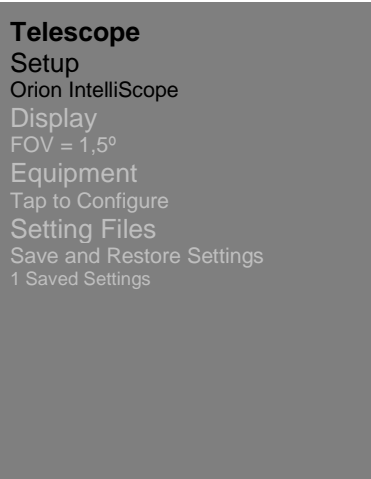 Telescope
Setup
Orion IntelliScope
Display
FOV = 1,5º
Equipment
Tap to Configure
Setting Files
Save and Restore Settings
1 Saved Settings